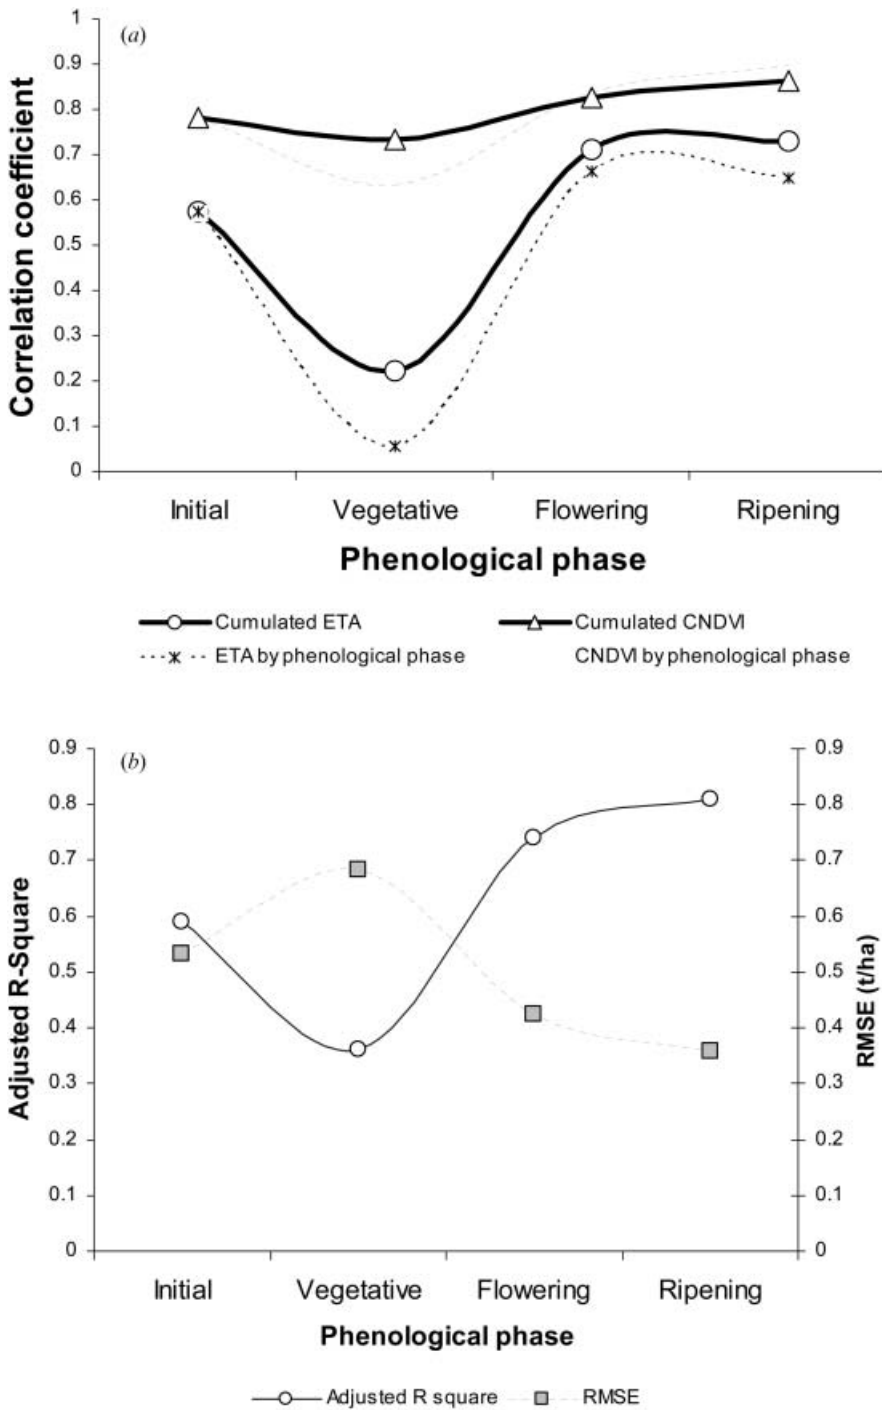 (a)
Correlation coefficient
1
0.9
0.8
0.7
0.6
0.5
0.4
0.3
0.2
0.1
0
Initial Vegetative Flowering Ripening
Phenological phase
Cumulated ETA Cumulated CNDVI
ETA by phenological phase CNDVI by phenological phase
(b)
Adjusted R-Square
0.9
0.8
0.7
0.6
0.5
0.4
0.3
0.2
0.1
0
RMSE (t/ha)
0.9
0.8
0.7
0.6
0.5
0.4
0.3
0.2
0.1
0
Initial Vegetative Flowering Ripening
Phenological phase
Adjusted R square RMSE